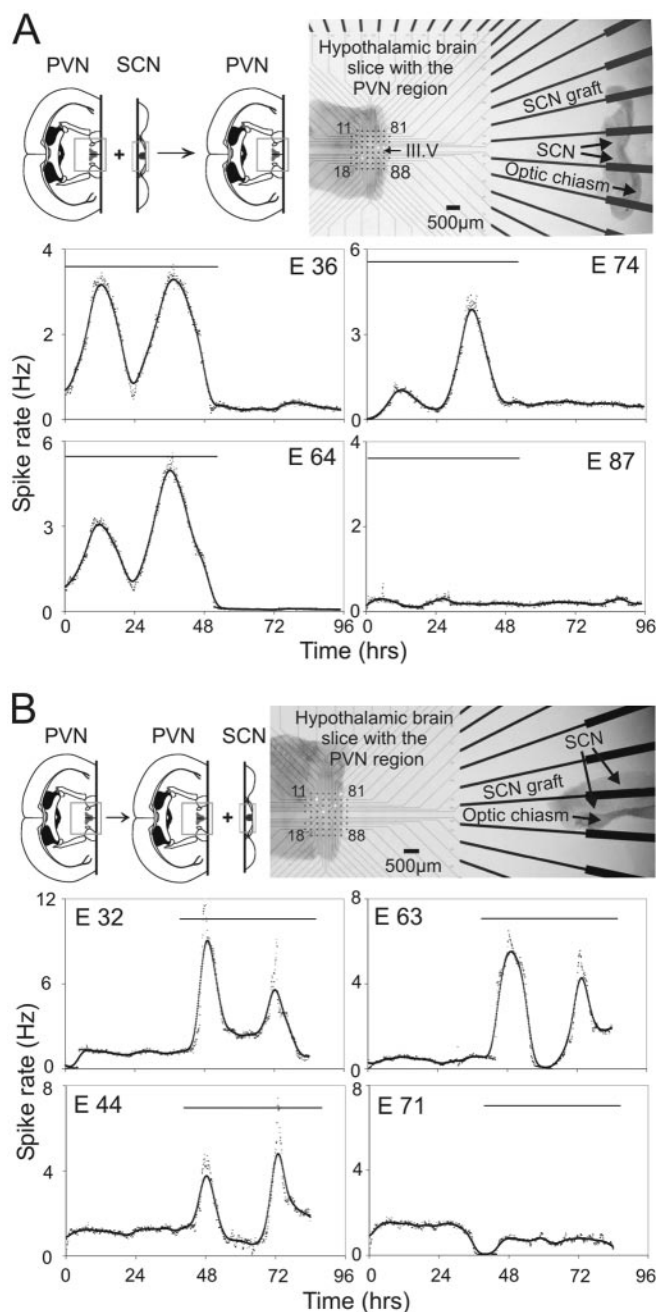 A
PVN SCN PVN
+
Hypothalamic brain
slice with the
PVN region
11 81
III.V
18 88
500μm
SCN graft
SCN
Optic chiasm
Spike rate (Hz)
4
2
0
E 36
6
3
0
E 74
6
3
0
E 64
4
2
0
E 87
0 24 48 72 96
0 24 48 72 96
Time (hrs)
B
PVN PVN SCN
+
Hypothalamic brain
slice with the
PVN region
11 81
18 88
500μm
SCN
SCN graft
Optic chiasm
Spike rate (Hz)
12
6
0
E 32
8
4
0
E 63
8
4
0
E 44
8
4
0
E 71
0 24 48 72 96
0 24 48 72 96
Time (hrs)